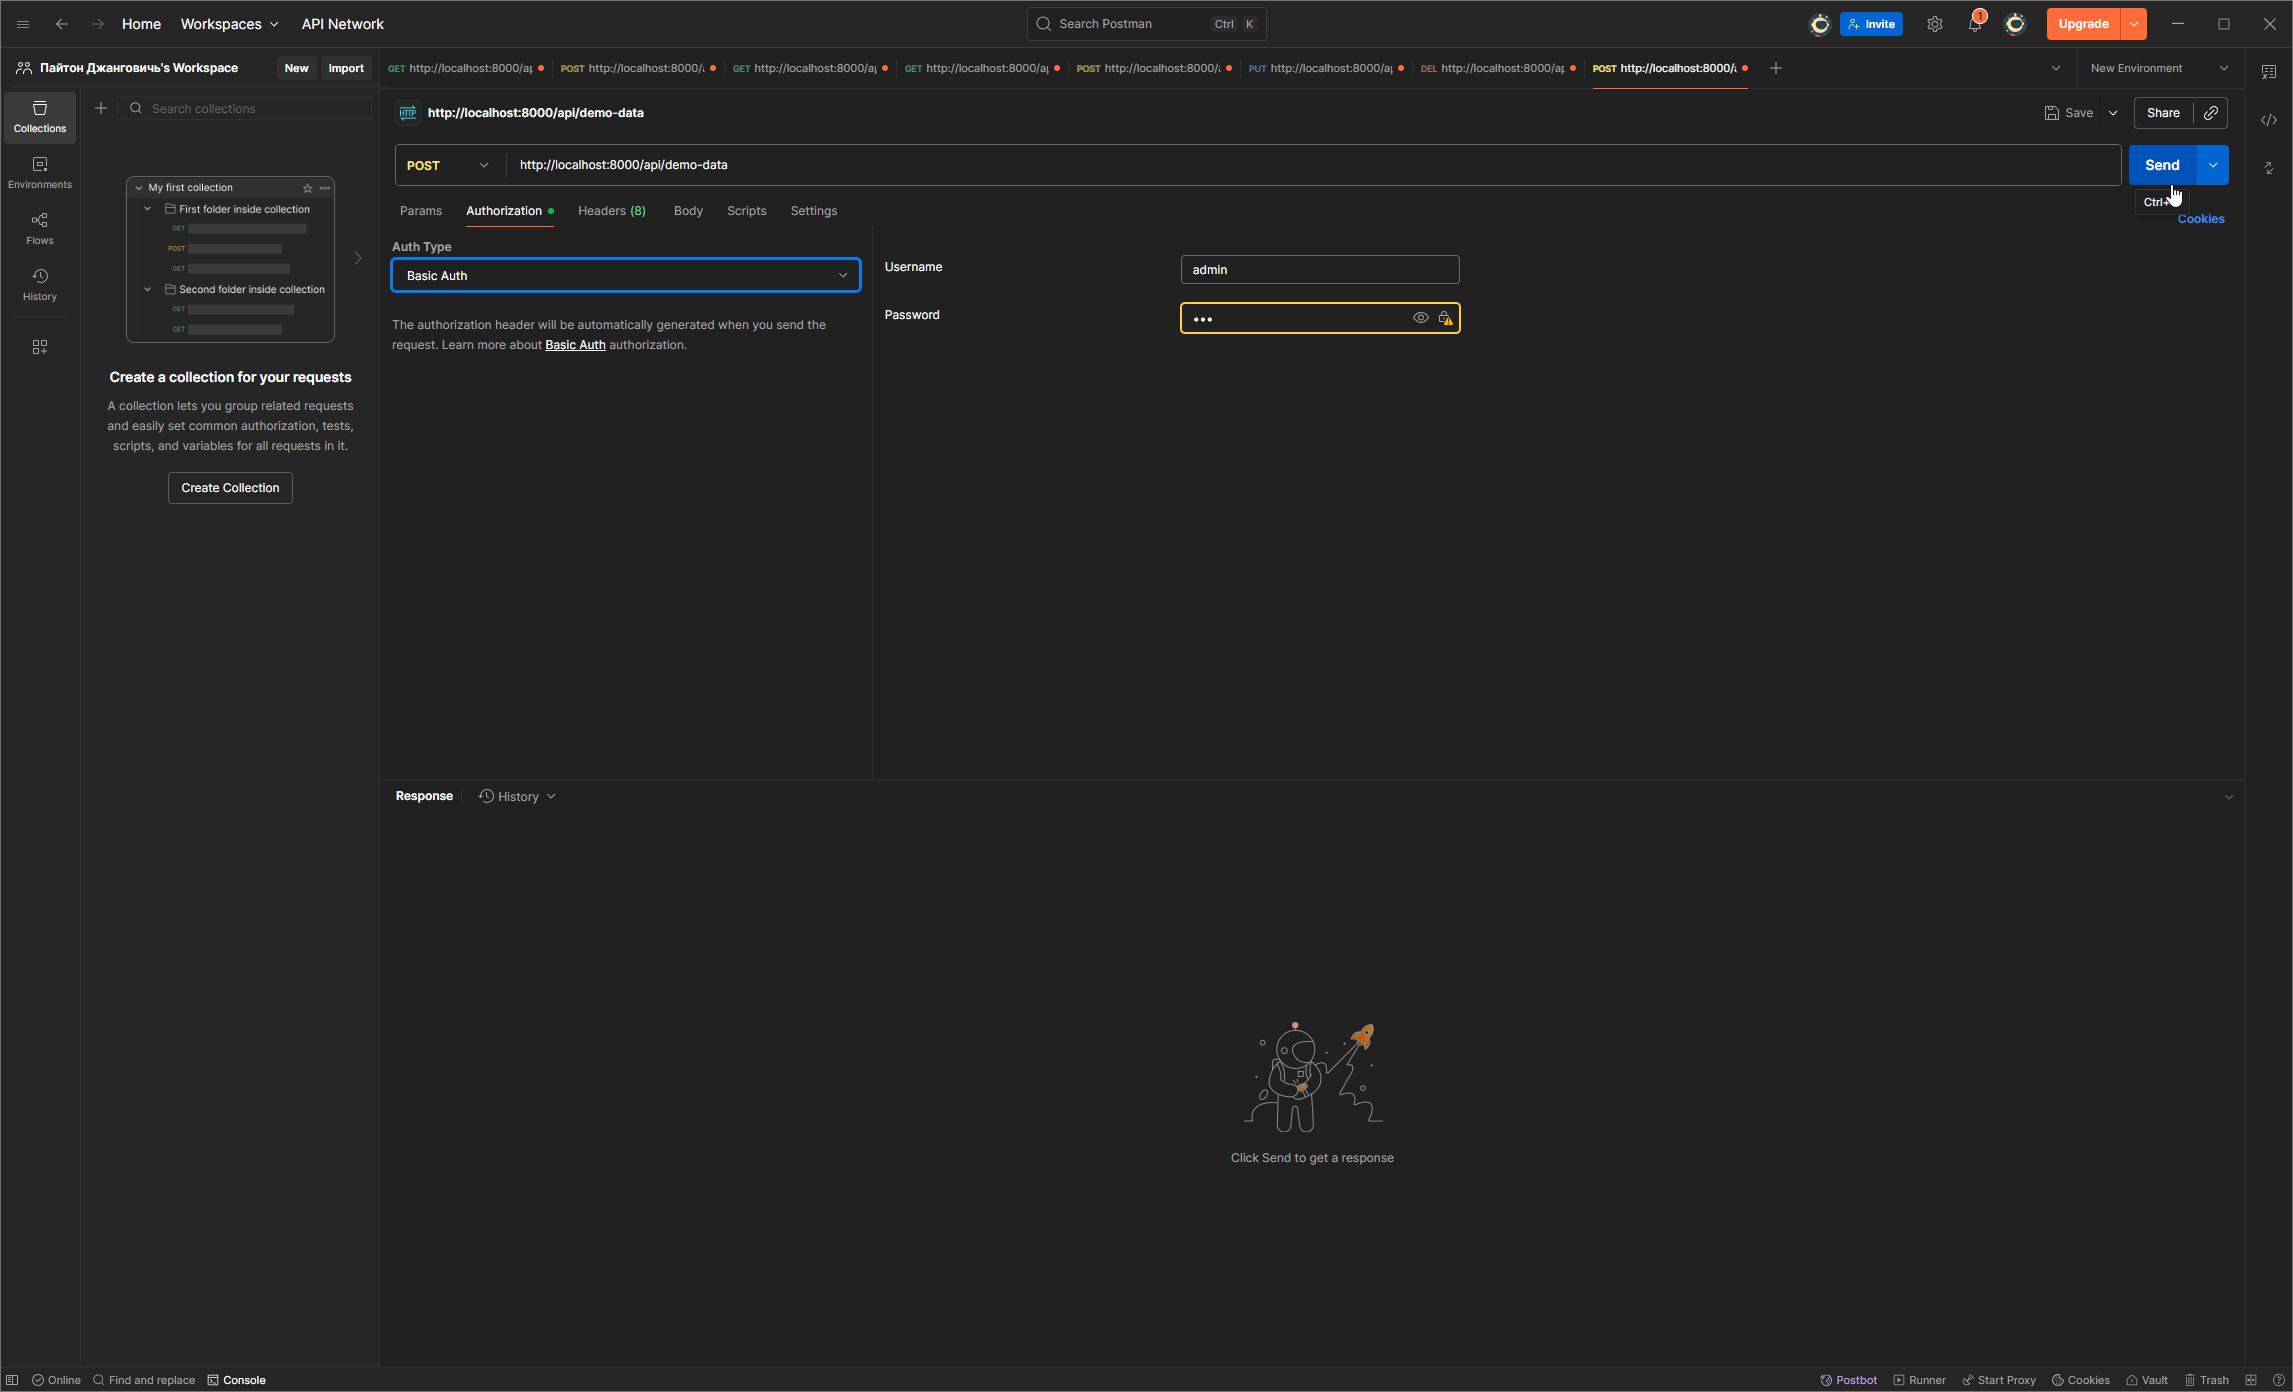 Home Workspaces API Network
Search Postman Ctrl K
Invite 1 Upgrade
Пайтон Джанговичь's Workspace New Import
GET http://localhost:8000/a
POST http://localhost:8000/
GET http://localhost:8000/a
GET http://localhost:8000/a
POST http://localhost:8000/
PUT http://localhost:8000/a
DEL http://localhost:8000/a
POST http://localhost:8000/
New Environment
Collections
Environments
Flows
History
Search collections
My first collection
First folder inside collection
GET
POST
GET
Second folder inside collection
GET
GET
Create a collection for your requests
A collection lets you group related requests
and easily set common authorization, tests,
scripts, and variables for all requests in it.
Create Collection
HTTP http://localhost:8000/api/demo-data
Save Share
POST http://localhost:8000/api/demo-data
Send
Ctrl+
Params Authorization Headers (8) Body Scripts Settings
Cookies
Auth Type
Basic Auth
The authorization header will be automatically generated when you send the
request. Learn more about Basic Auth authorization.
Username admin
Password •••
Response History
Click Send to get a response
Online Find and replace Console
Postbot Runner Start Proxy Cookies Vault Trash